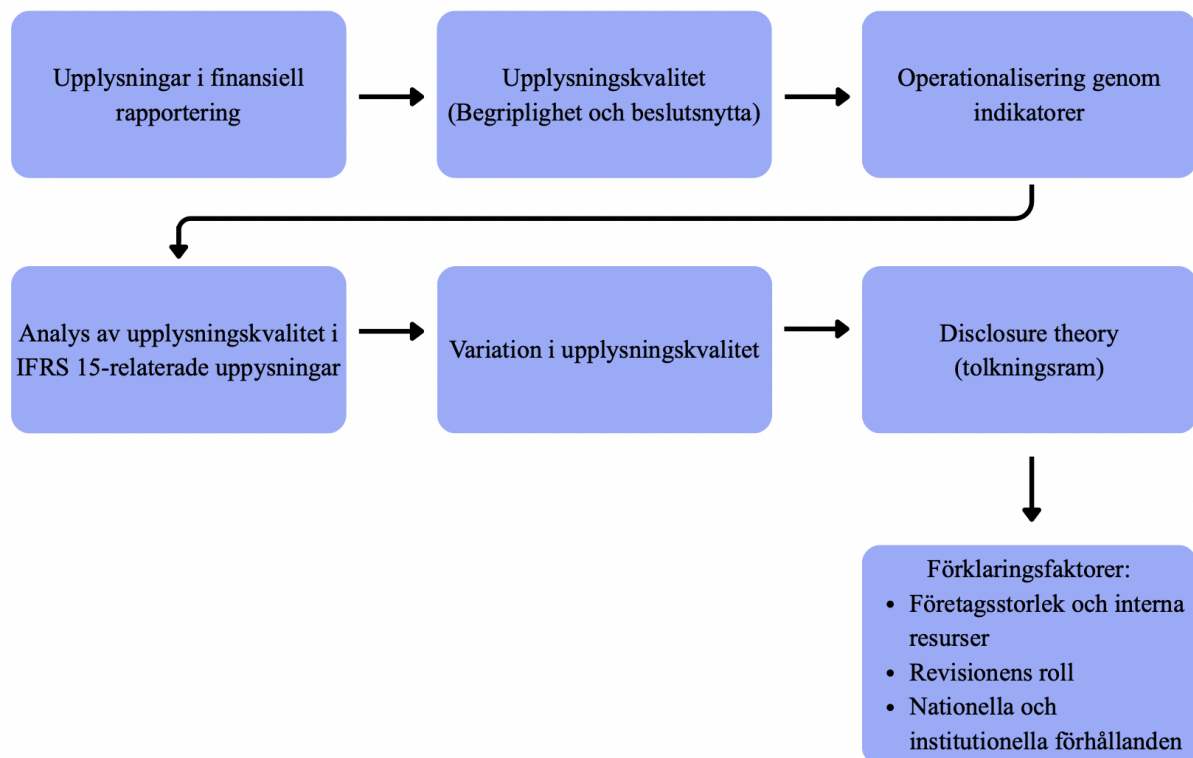 Upplysningar i finansiell
rapportering
Upplysningskvalitet
(Begriplighet och beslutsnytta)
Operationalisering genom
indikatorer
Analys av upplysningskvalitet i
IFRS 15-relaterade uppysningar
Variation i upplysningskvalitet
Disclosure theory
(tolkningsram)
Förklaringsfaktorer:
• Företagsstorlek och interna
resurser
• Revisionens roll
• Nationella och
institutionella förhållanden